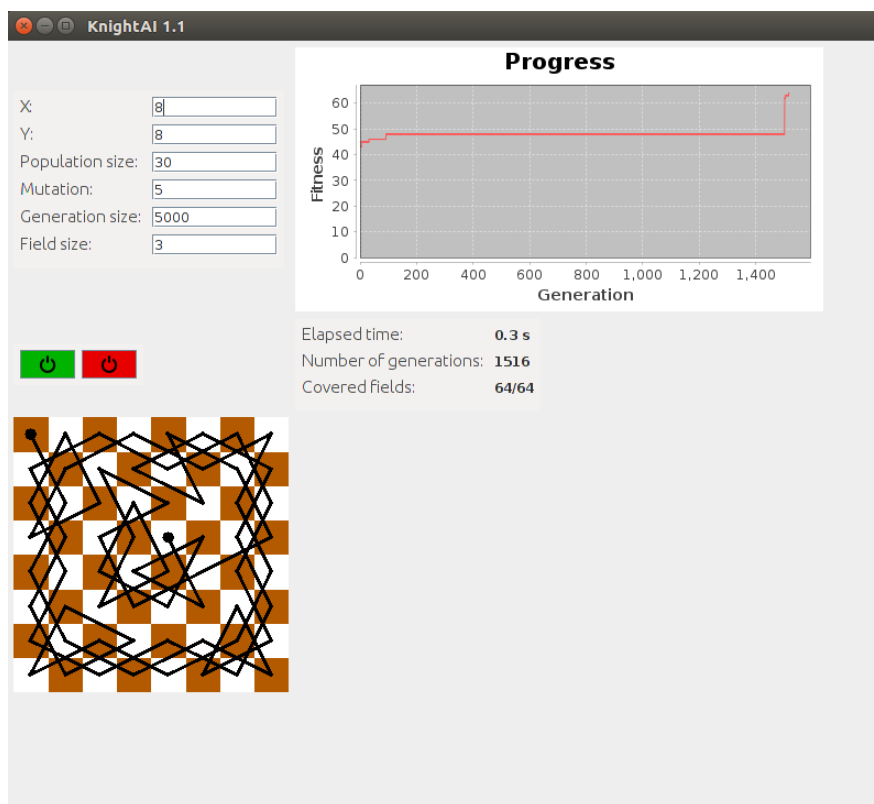 KnightAI 1.1
X: 8
Y: 8
Population size: 30
Mutation: 5
Generation size: 5000
Field size: 3
Progress
Fitness
60
50
40
30
20
10
0
0 200 400 600 800 1,000 1,200 1,400
Generation
Elapsed time: 0.3 s
Number of generations: 1516
Covered fields: 64/64